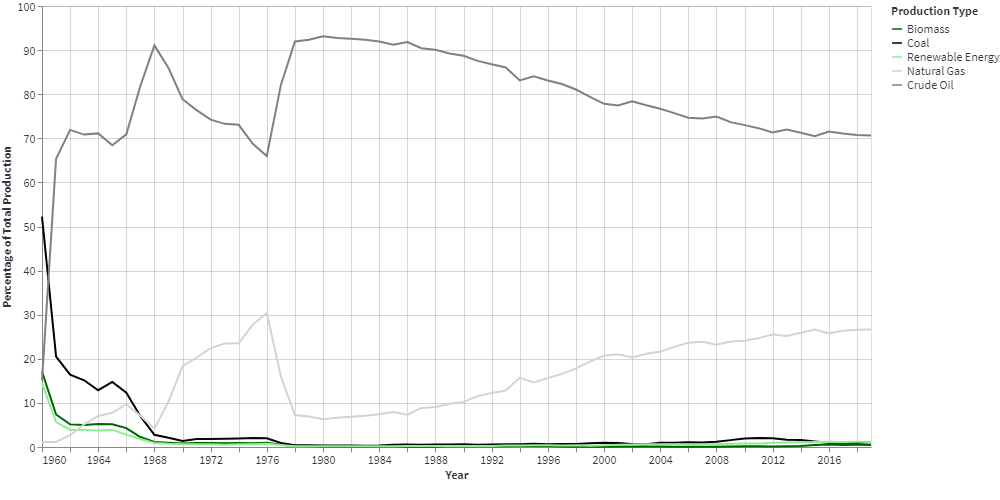 Production Type
Biomass
Coal
Renewable Energy
Natural Gas
Crude Oil
Percentage of Total Production
100
90
80
70
60
50
40
30
20
10
0
1960 1964 1968 1972 1976 1980 1984 1988 1992 1996 2000 2004 2008 2012 2016
Year